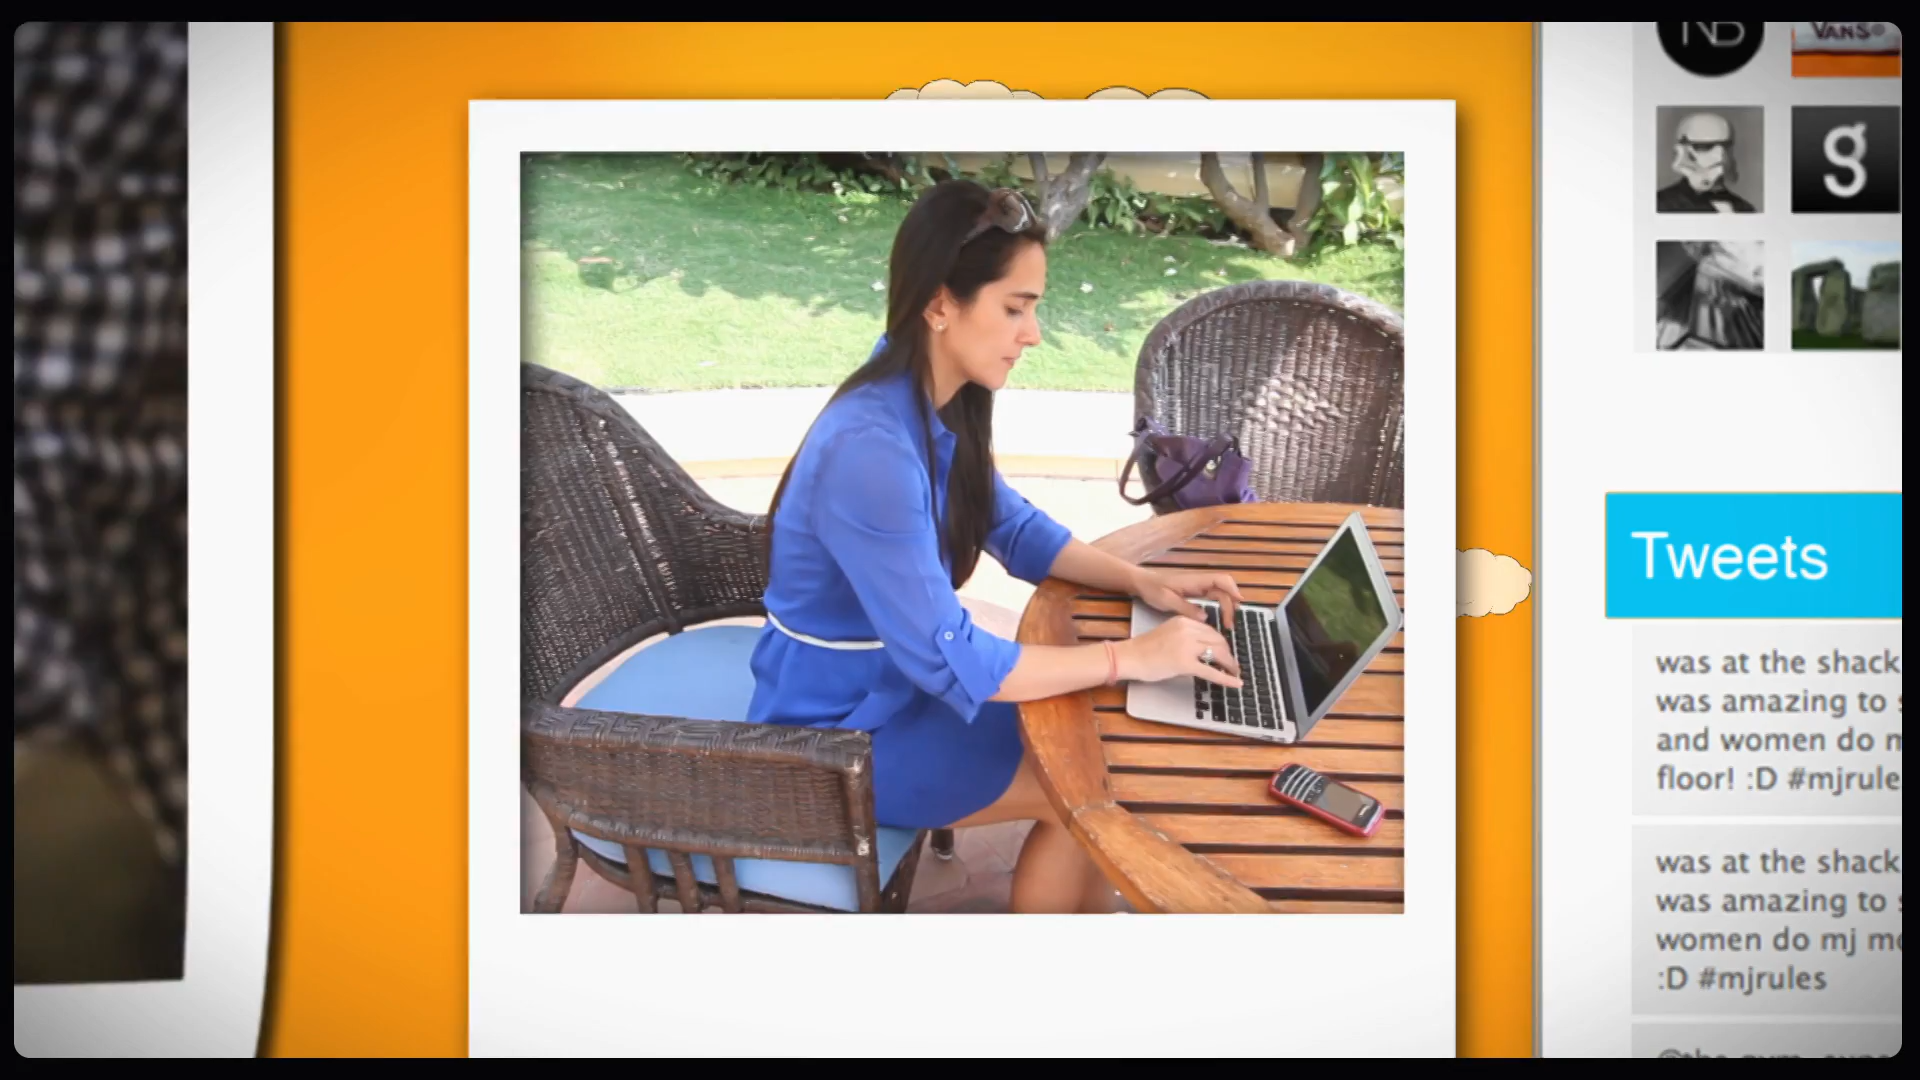 NB
VANS
g
Tweets
was at the shack
was amazing to
and women do
floor! :D #mjrule
was at the shack
was amazing to
women do mj
:D #mjrules